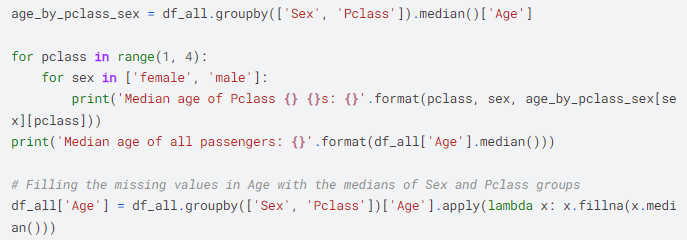 age_by_pclass_sex = df_all.groupby(['Sex', 'Pclass']).median()['Age']
for pclass in range(1, 4):
for sex in ['female', 'male']:
print('Median age of Pclass {} {}s: {}'.format(pclass, sex, age_by_pclass_sex[se
x][pclass]))
print('Median age of all passengers: {}'.format(df_all['Age'].median()))
# Filling the missing values in Age with the medians of Sex and Pclass groups
df_all['Age'] = df_all.groupby(['Sex', 'Pclass'])['Age'].apply(lambda x: x.fillna(x.medi
an()))